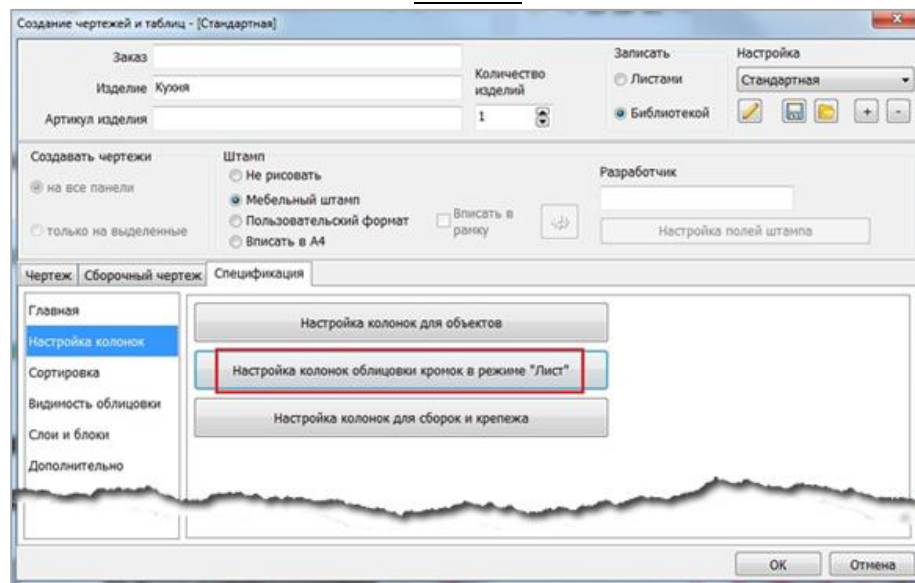 Создание чертежей и таблиц - [Стандартная]
Заказ
Изделие Кухня
Артикул изделия
Количество
изделий
1
Записать
Листами
Библиотекой
Настройка
Стандартная
+ -
Создавать чертежи
на все панели
только на выделенные
Штамп
Не рисовать
Мебельный штамп
Пользовательский формат
Вписать в А4
Вписать в
рамку
Разработчик
Настройка полей штампа
Чертеж Сборочный чертеж Спецификация
Главная
Настройка колонок
Сортировка
Видимость облицовки
Слои и блоки
Дополнительно
Настройка колонок для объектов
Настройка колонок облицовки кромок в режиме "Лист"
Настройка колонок для сборок и крепежа
ОК Отмена